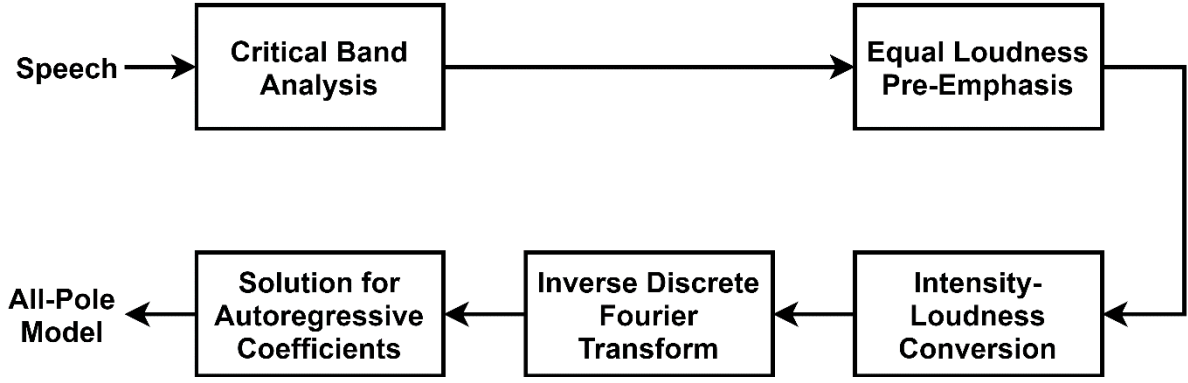 Speech
Critical Band
Analysis
Equal Loudness
Pre-Emphasis
Intensity-
Loudness
Conversion
Inverse Discrete
Fourier
Transform
Solution for
Autoregressive
Coefficients
All-Pole
Model